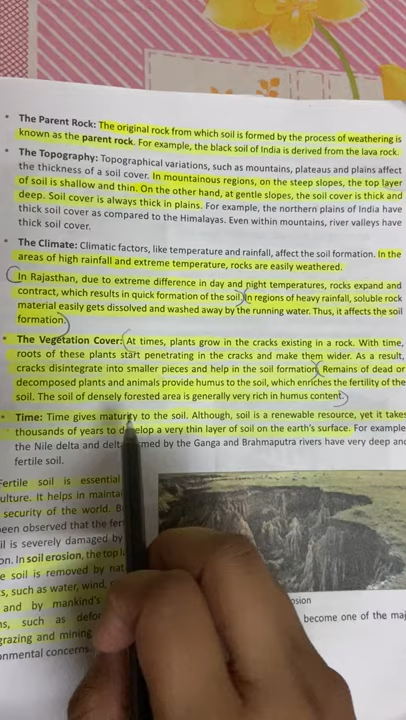 • The Parent Rock: The original rock from which soil is formed by the process of weathering is
known as the parent rock. For example, the black soil of India is derived from the lava rock.
• The Topography: Topographical variations, such as mountains, plateaus and plains affect
the thickness of a soil cover. In mountainous regions, on the steep slopes, the top layer
of soil is shallow and thin. On the other hand, at gentle slopes, the soil cover is thick and
deep. Soil cover is always thick in plains. For example, the northern plains of India have
thick soil cover as compared to the Himalayas. Even within mountains, river valleys have
thick soil cover.
• The Climate: Climatic factors, like temperature and rainfall, affect the soil formation. In the
areas of high rainfall and extreme temperature, rocks are easily weathered.
In Rajasthan, due to extreme difference in day and night temperatures, rocks expand and
contract, which results in quick formation of the soil. In regions of heavy rainfall, soluble rock
material easily gets dissolved and washed away by the running water. Thus, it affects the soil
formation.
• The Vegetation Cover: At times, plants grow in the cracks existing in a rock. With time,
roots of these plants start penetrating in the cracks and make them wider. As a result,
cracks disintegrate into smaller pieces and help in the soil formation. Remains of dead or
decomposed plants and animals provide humus to the soil, which enriches the fertility of the
soil. The soil of densely forested area is generally very rich in humus content.
• Time: Time gives maturity to the soil. Although, soil is a renewable resource, yet it takes
thousands of years to develop a very thin layer of soil on the earth's surface. For example
the Nile delta and delta formed by the Ganga and Brahmaputra rivers have very deep and
fertile soil.
Fertile soil is essential
It helps in
security of the world.
been observed that the
is severely damaged by
In soil erosion, the top
soil is removed by
such as water, wind,
and by mankind's
such as
grazing and mining
concerns.
become one of the